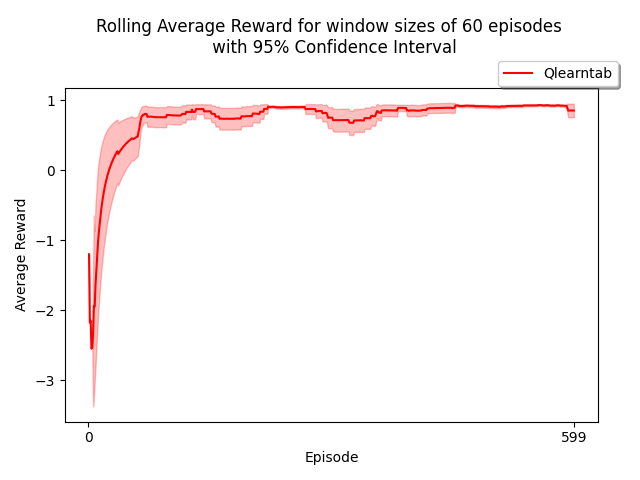 Rolling Average Reward for window sizes of 60 episodes
with 95% Confidence Interval
Qlearntab
1
0
−1
−2
−3
Average Reward
0
599
Episode